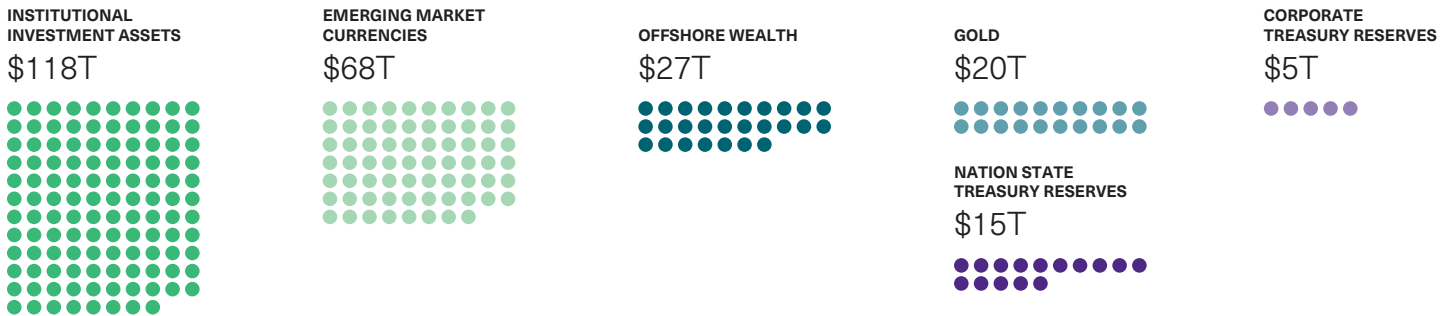 INSTITUTIONAL
INVESTMENT ASSETS
$118T
EMERGING MARKET
CURRENCIES
$68T
OFFSHORE WEALTH
$27T
GOLD
$20T
NATION STATE
TREASURY RESERVES
$15T
CORPORATE
TREASURY RESERVES
$5T